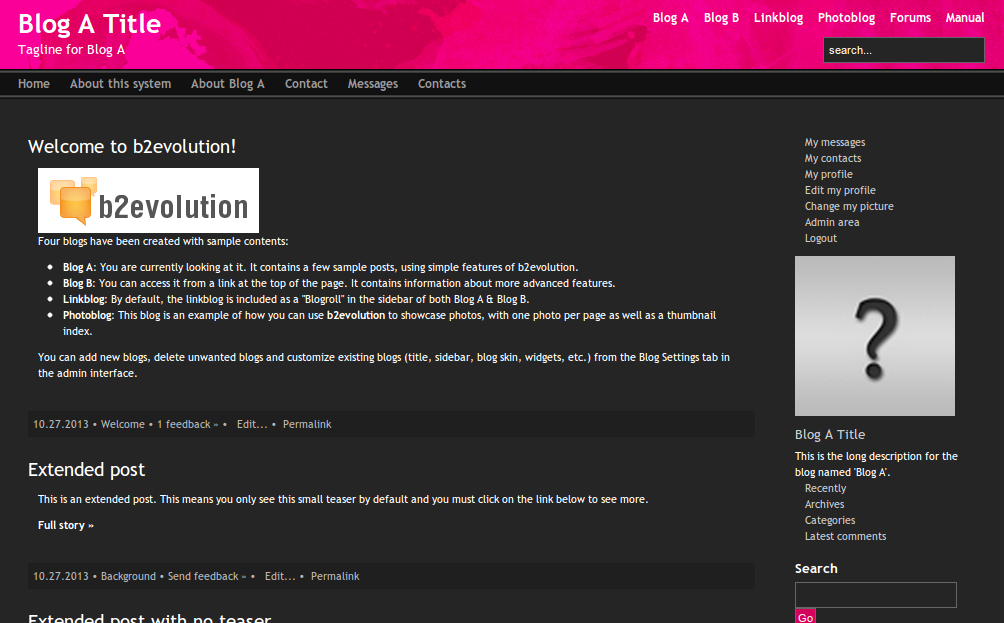 Blog A Title
Tagline for Blog A
Blog A Blog B Linkblog Photoblog Forums Manual
search...
Home About this system About Blog A Contact Messages Contacts
Welcome to b2evolution!
b2evolution
Four blogs have been created with sample contents:
• Blog A: You are currently looking at it. It contains a few sample posts, using simple features of b2evolution.
• Blog B: You can access it from a link at the top of the page. It contains information about more advanced features.
• Linkblog: By default, the linkblog is included as a "Blogroll" in the sidebar of both Blog A & Blog B.
• Photoblog: This blog is an example of how you can use b2evolution to showcase photos, with one photo per page as well as a thumbnail
index.
You can add new blogs, delete unwanted blogs and customize existing blogs (title, sidebar, blog skin, widgets, etc.) from the Blog Settings tab in
the admin interface.
10.27.2013 • Welcome • 1 feedback » • Edit... • Permalink
Extended post
This is an extended post. This means you only see this small teaser by default and you must click on the link below to see more.
Full story »
10.27.2013 • Background • Send feedback » • Edit... • Permalink
Extended post with no teaser
My messages
My contacts
My profile
Edit my profile
Change my picture
Admin area
Logout
?
Blog A Title
This is the long description for the
blog named 'Blog A'.
Recently
Archives
Categories
Latest comments
Search
Go